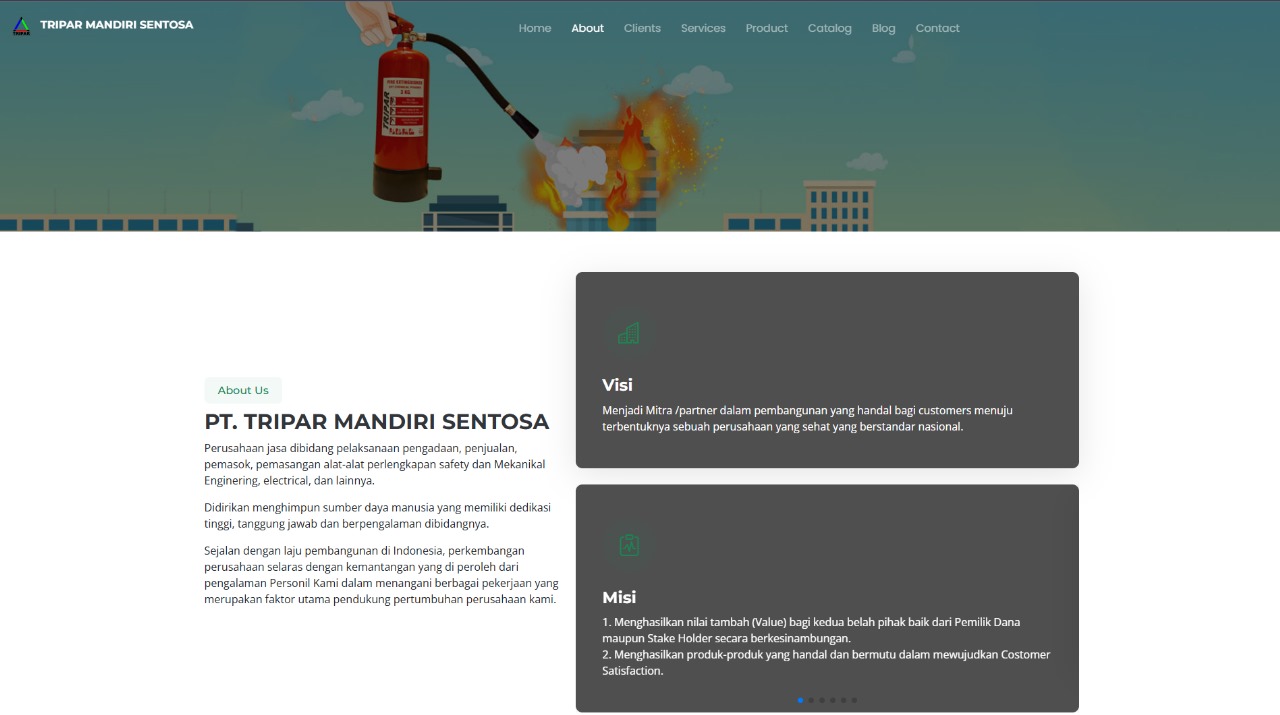 TRIPAR MANDIRI SENTOSA
Home
About
Clients
Services
Product
Catalog
Blog
Contact
TRIPAR
FIRE EXTINGUISHER
3 KG
TRIPAR
About Us
PT. TRIPAR MANDIRI SENTOSA
Perusahaan jasa dibidang pelaksanaan pengadaan, penjualan,
pemasok, pemasangan alat-alat perlengkapan safety dan Mekanikal
Enginering, electrical, dan lainnya.
Didirikan menghimpun sumber daya manusia yang memiliki dedikasi
tinggi, tanggung jawab dan berpengalaman dibidangnya.
Sejalan dengan laju pembangunan di Indonesia, perkembangan
perusahaan selaras dengan kemantangan yang di peroleh dari
pengalaman Personil Kami dalam menangani berbagai pekerjaan yang
merupakan faktor utama pendukung pertumbuhan perusahaan kami.
Visi
Menjadi Mitra /partner dalam pembangunan yang handal bagi customers menuju
terbentuknya sebuah perusahaan yang sehat yang berstandar nasional.
Misi
1. Menghasilkan nilai tambah (Value) bagi kedua belah pihak baik dari Pemilik Dana
maupun Stake Holder secara berkesinambungan.
2. Menghasilkan produk-produk yang handal dan bermutu dalam mewujudkan Costomer
Satisfaction.